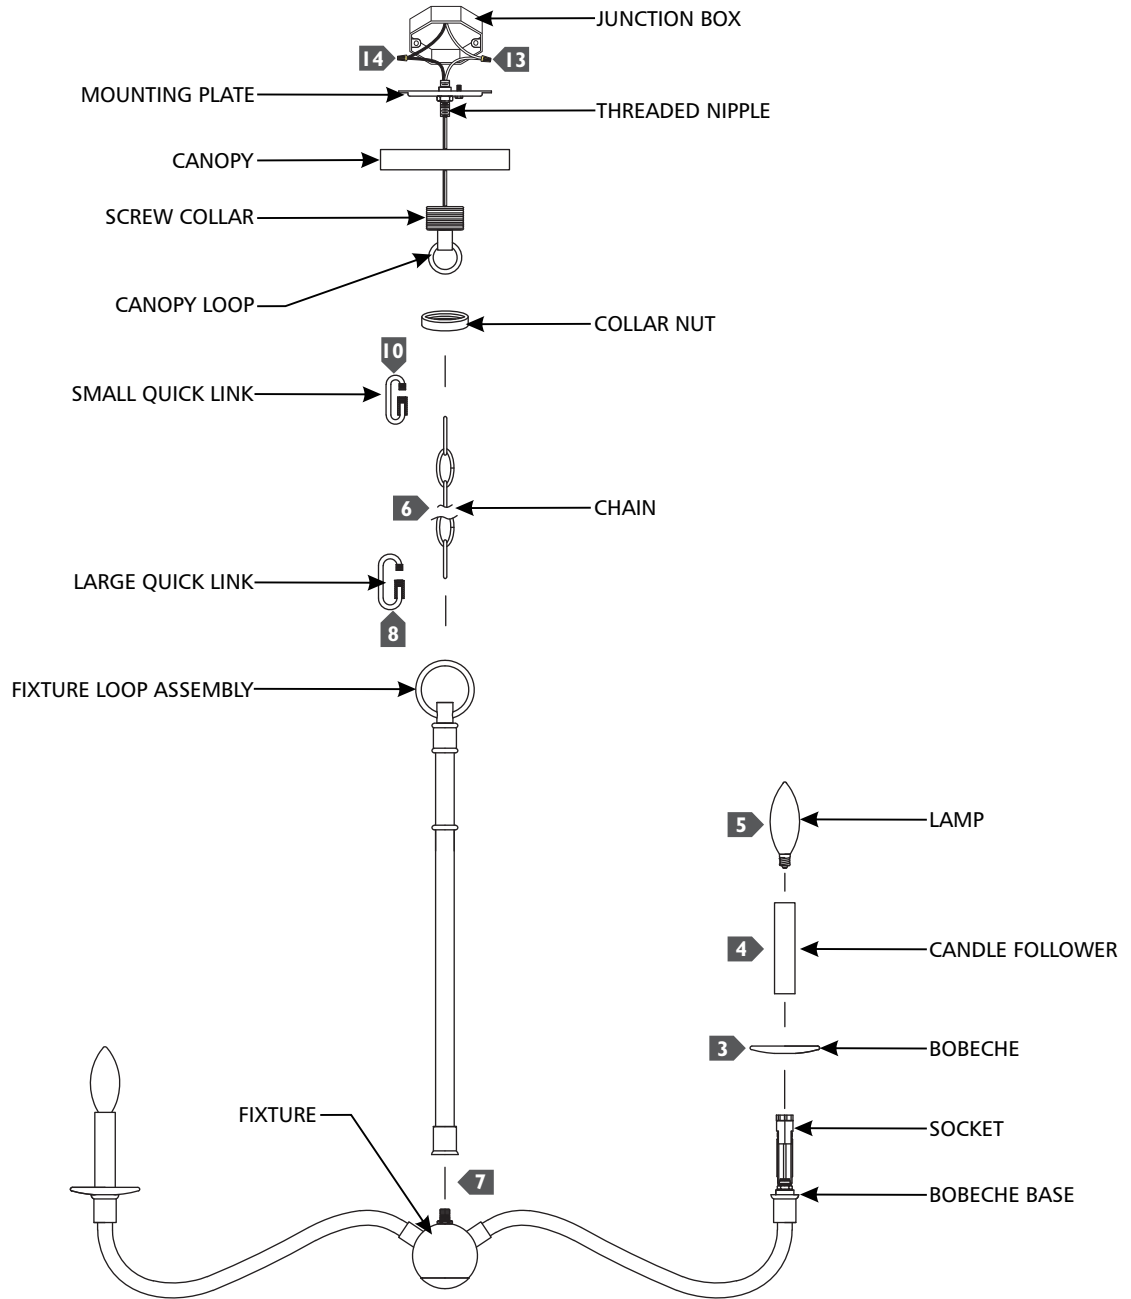 JUNCTION BOX
14
13
MOUNTING PLATE
THREADED NIPPLE
CANOPY
SCREW COLLAR
CANOPY LOOP
COLLAR NUT
10
SMALL QUICK LINK
6
CHAIN
LARGE QUICK LINK
8
FIXTURE LOOP ASSEMBLY
5
LAMP
4
CANDLE FOLLOWER
3
BOBECHE
FIXTURE
SOCKET
7
BOBECHE BASE